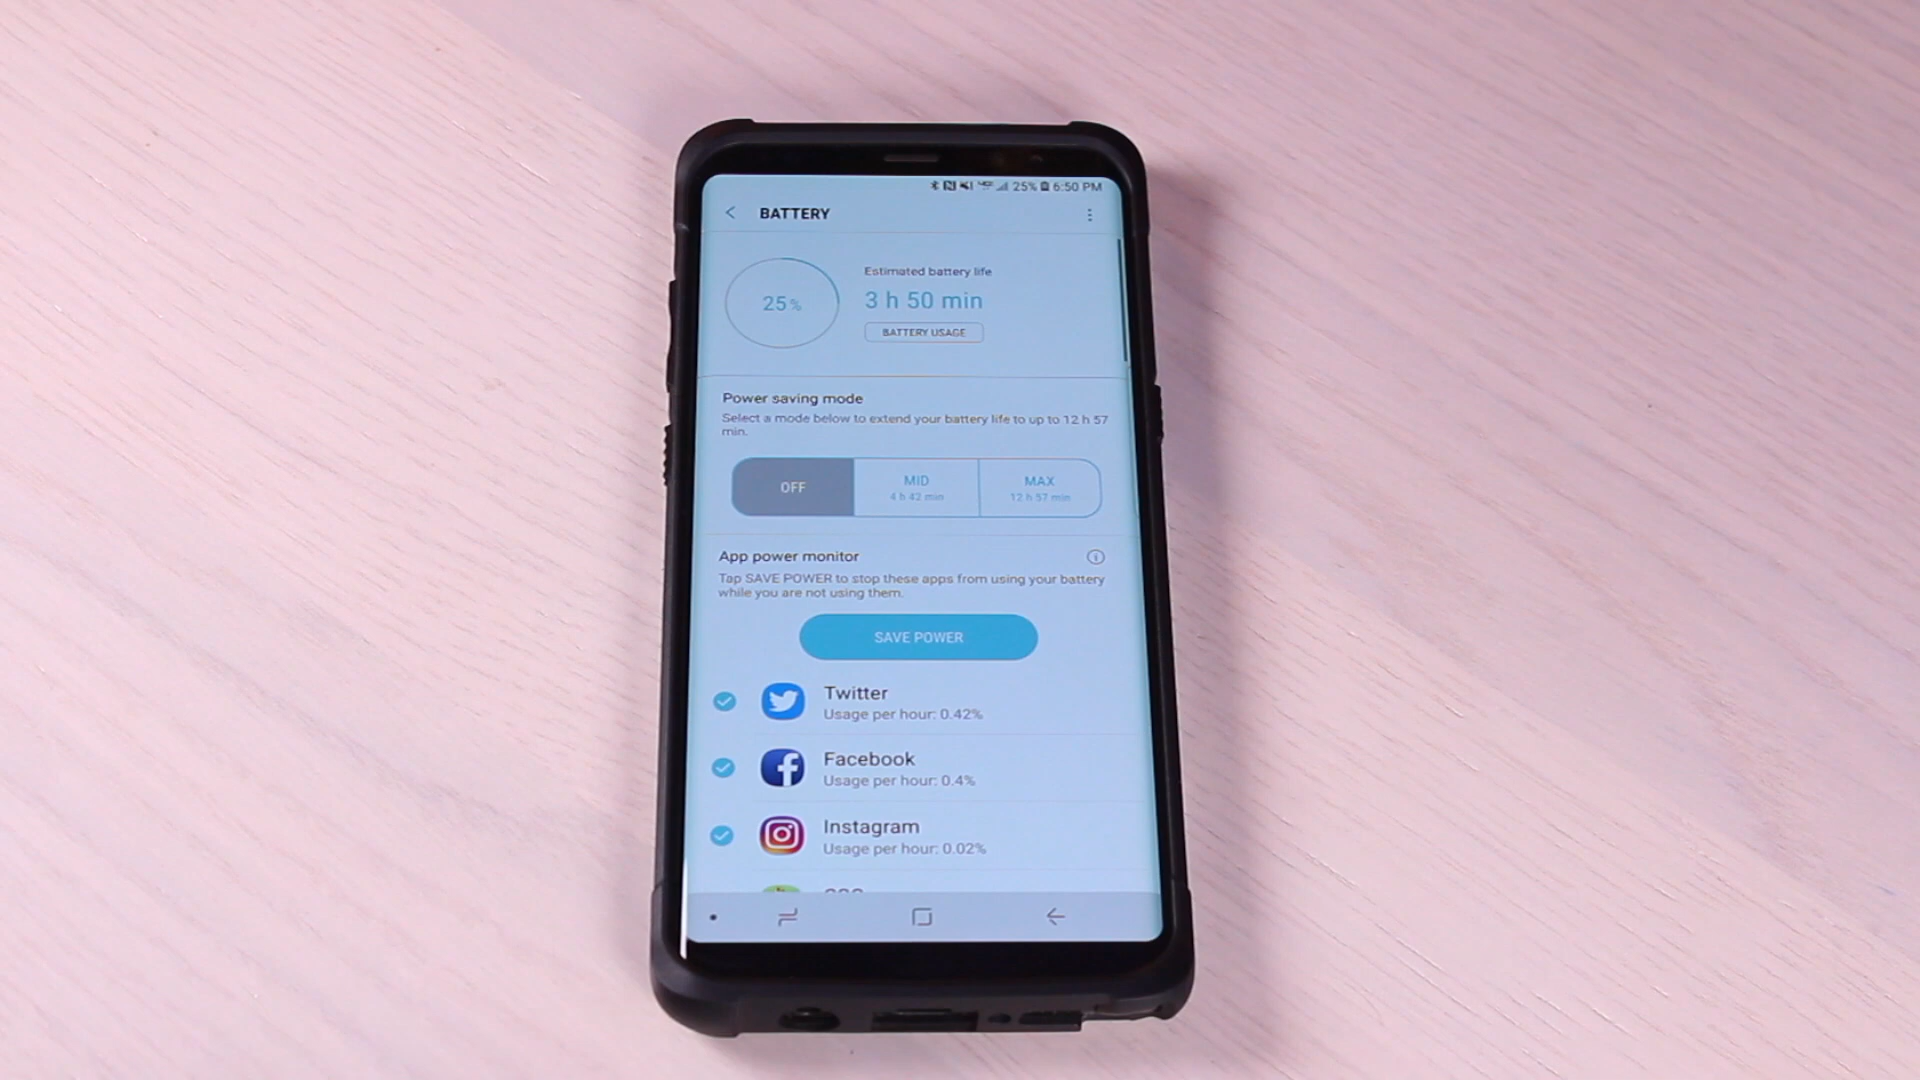 25% 6:50 PM
BATTERY
25%
Estimated battery life
3 h 50 min
BATTERY USAGE
Power saving mode
Select a mode below to extend your battery life to up to 12 h 57
min.
OFF
MID
4 h 42 min
MAX
12 h 57 min
App power monitor
Tap SAVE POWER to stop these apps from using your battery
while you are not using them.
SAVE POWER
Twitter
Usage per hour: 0.42%
Facebook
Usage per hour: 0.4%
Instagram
Usage per hour: 0.02%